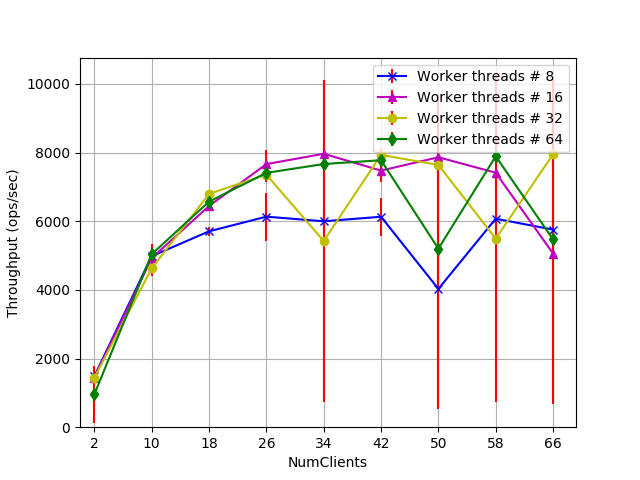 Worker threads # 8
Worker threads # 16
Worker threads # 32
Worker threads # 64
Throughput (ops/sec)
10000
8000
6000
4000
2000
0
2 10 18 26 34 42 50 58 66
NumClients